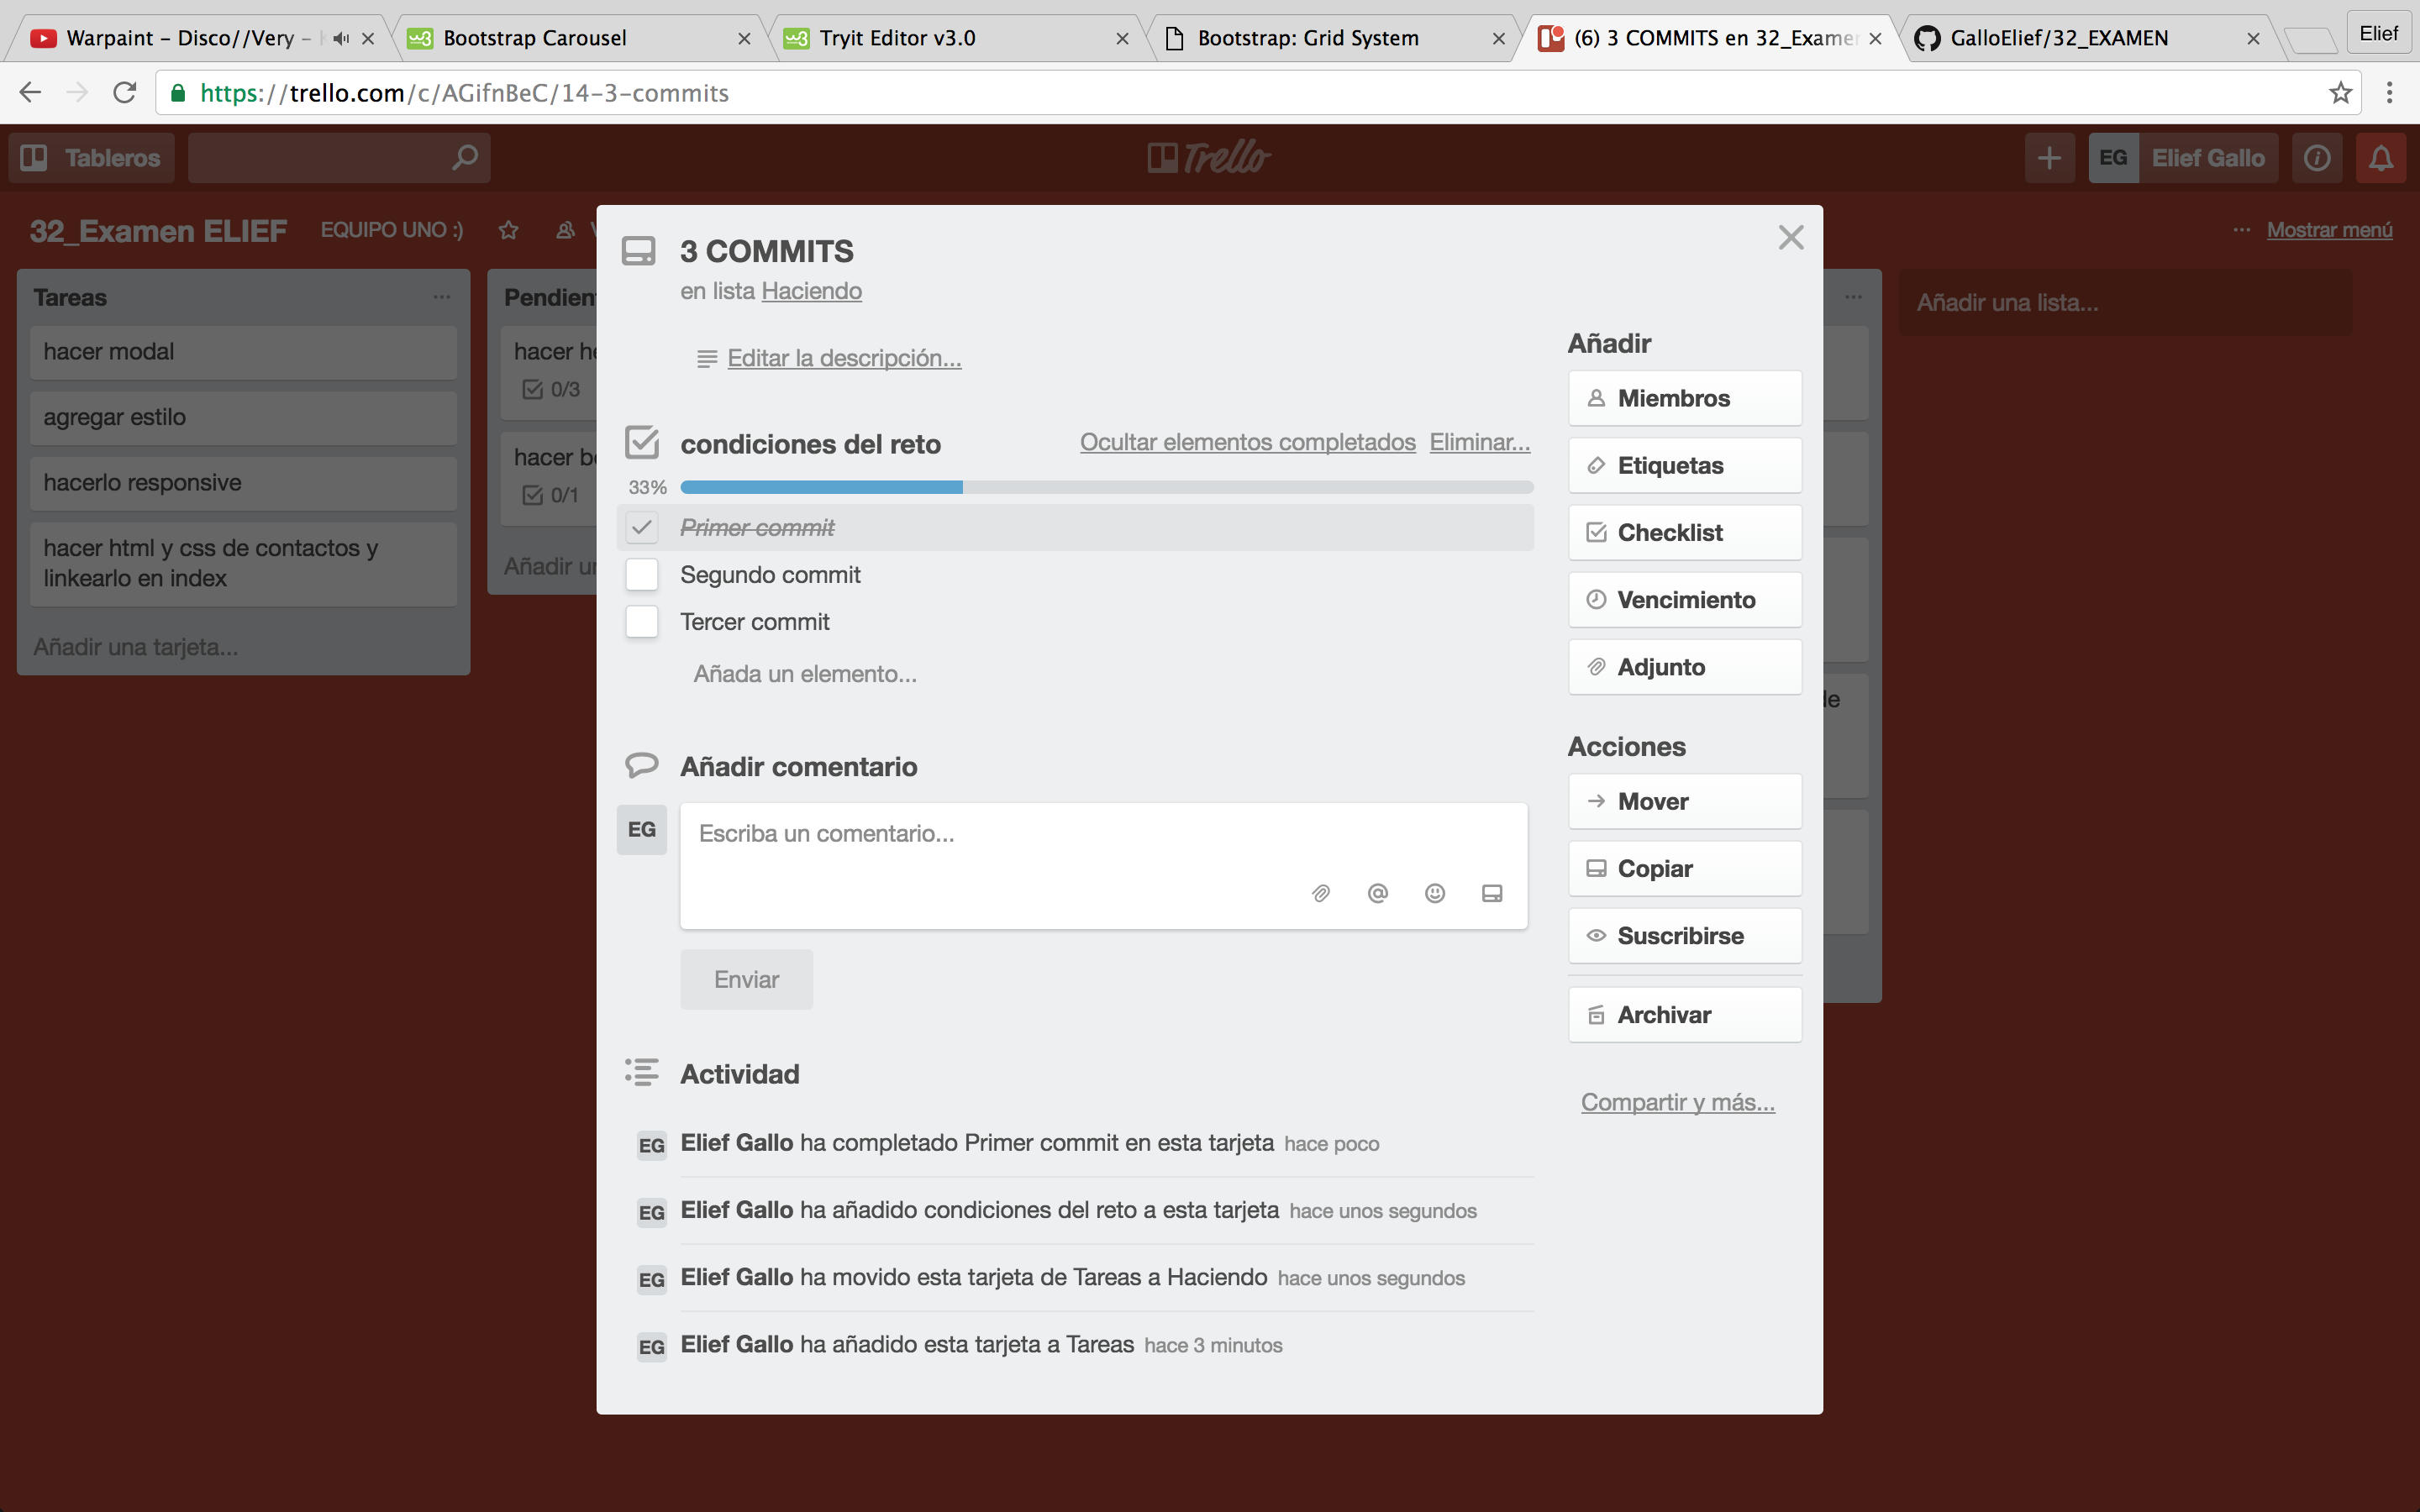 Warpaint – Disco//Very –
Bootstrap Carousel
Tryit Editor v3.0
Bootstrap: Grid System
(6) 3 COMMITS en 32_Examen
GalloElief/32_EXAMEN
Elief
https://trello.com/c/AGifnBeC/14-3-commits
Tableros
Trello
EG
Elief Gallo
32_Examen ELIEF
EQUIPO UNO :)
Mostrar menú
Tareas
hacer modal
agregar estilo
hacerlo responsive
hacer html y css de contactos y
linkearlo en index
Añadir una tarjeta...
Pendien
hacer he
0/3
hacer bo
0/1
Añadir un
3 COMMITS
en lista Haciendo
Editar la descripción...
condiciones del reto
Ocultar elementos completados
Eliminar...
33%
Primer commit
Segundo commit
Tercer commit
Añada un elemento...
Añadir comentario
EG
Escriba un comentario...
Enviar
Actividad
EG Elief Gallo ha completado Primer commit en esta tarjeta hace poco
EG Elief Gallo ha añadido condiciones del reto a esta tarjeta hace unos segundos
EG Elief Gallo ha movido esta tarjeta de Tareas a Haciendo hace unos segundos
EG Elief Gallo ha añadido esta tarjeta a Tareas hace 3 minutos
Añadir
Miembros
Etiquetas
Checklist
Vencimiento
Adjunto
Acciones
Mover
Copiar
Suscribirse
Archivar
Compartir y más...
de
Añadir una lista...